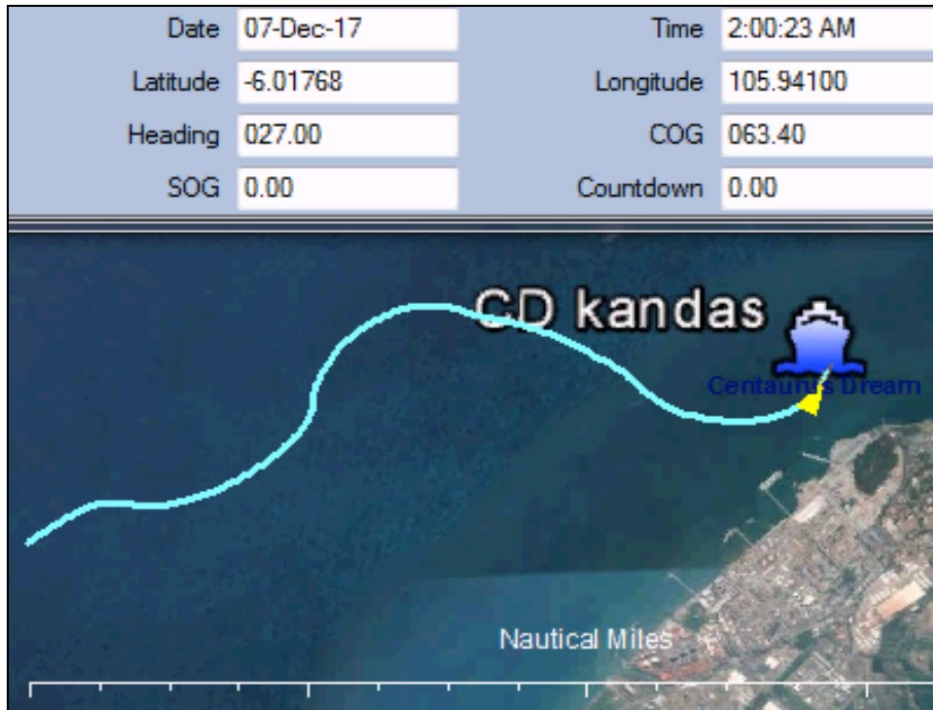 Date 07-Dec-17 Time 2:00:23 AM
Latitude -6.01768 Longitude 105.94100
Heading 027.00 COG 063.40
SOG 0.00 Countdown 0.00
CD kandas
Centaurus Dream
Nautical Miles